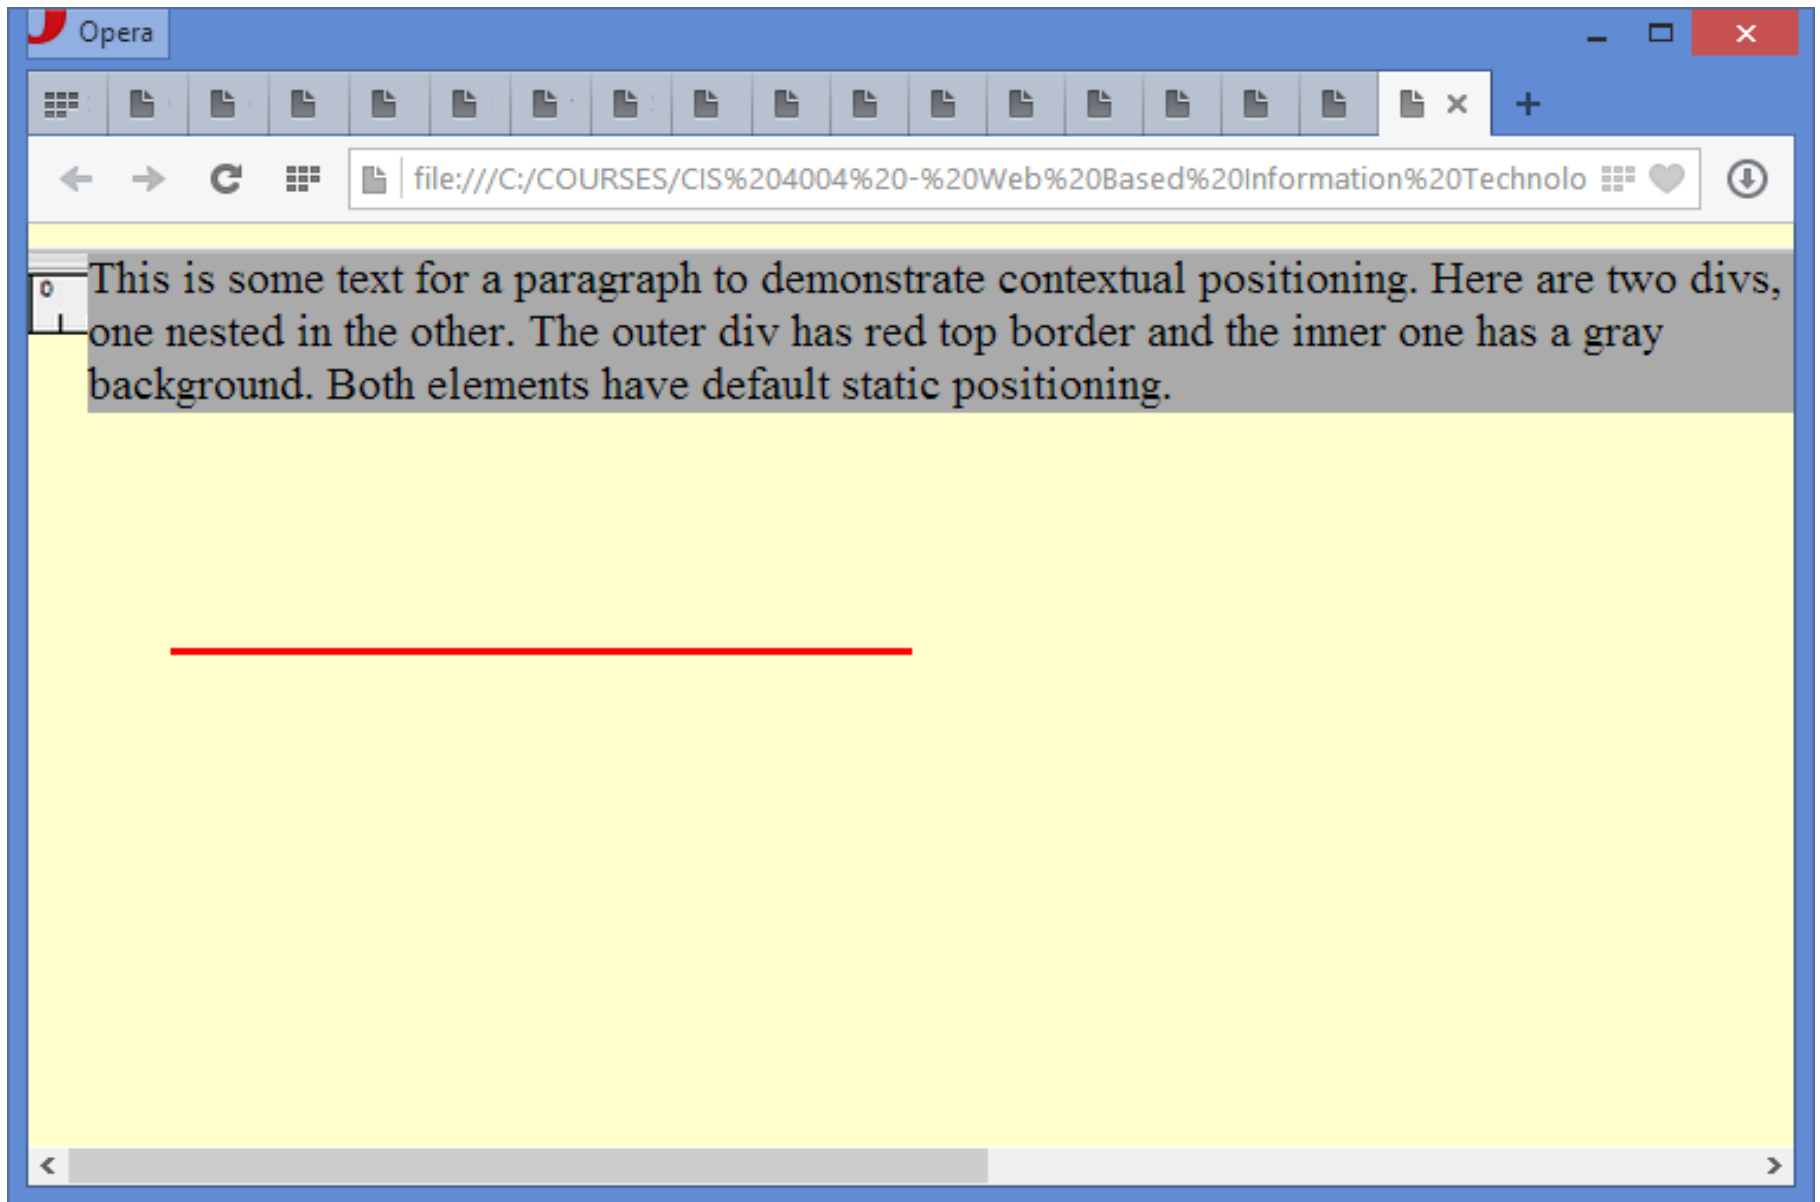 Opera
file:///C:/COURSES/CIS%204004%20-%20Web%20Based%20Information%20Technolo
0
This is some text for a paragraph to demonstrate contextual positioning. Here are two divs,
one nested in the other. The outer div has red top border and the inner one has a gray
background. Both elements have default static positioning.